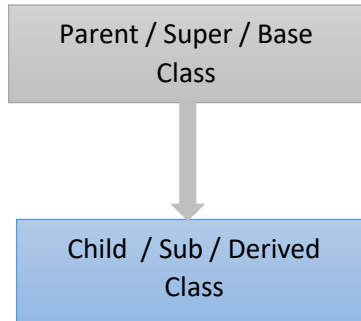 Parent / Super / Base
Class
Child  / Sub / Derived
Class